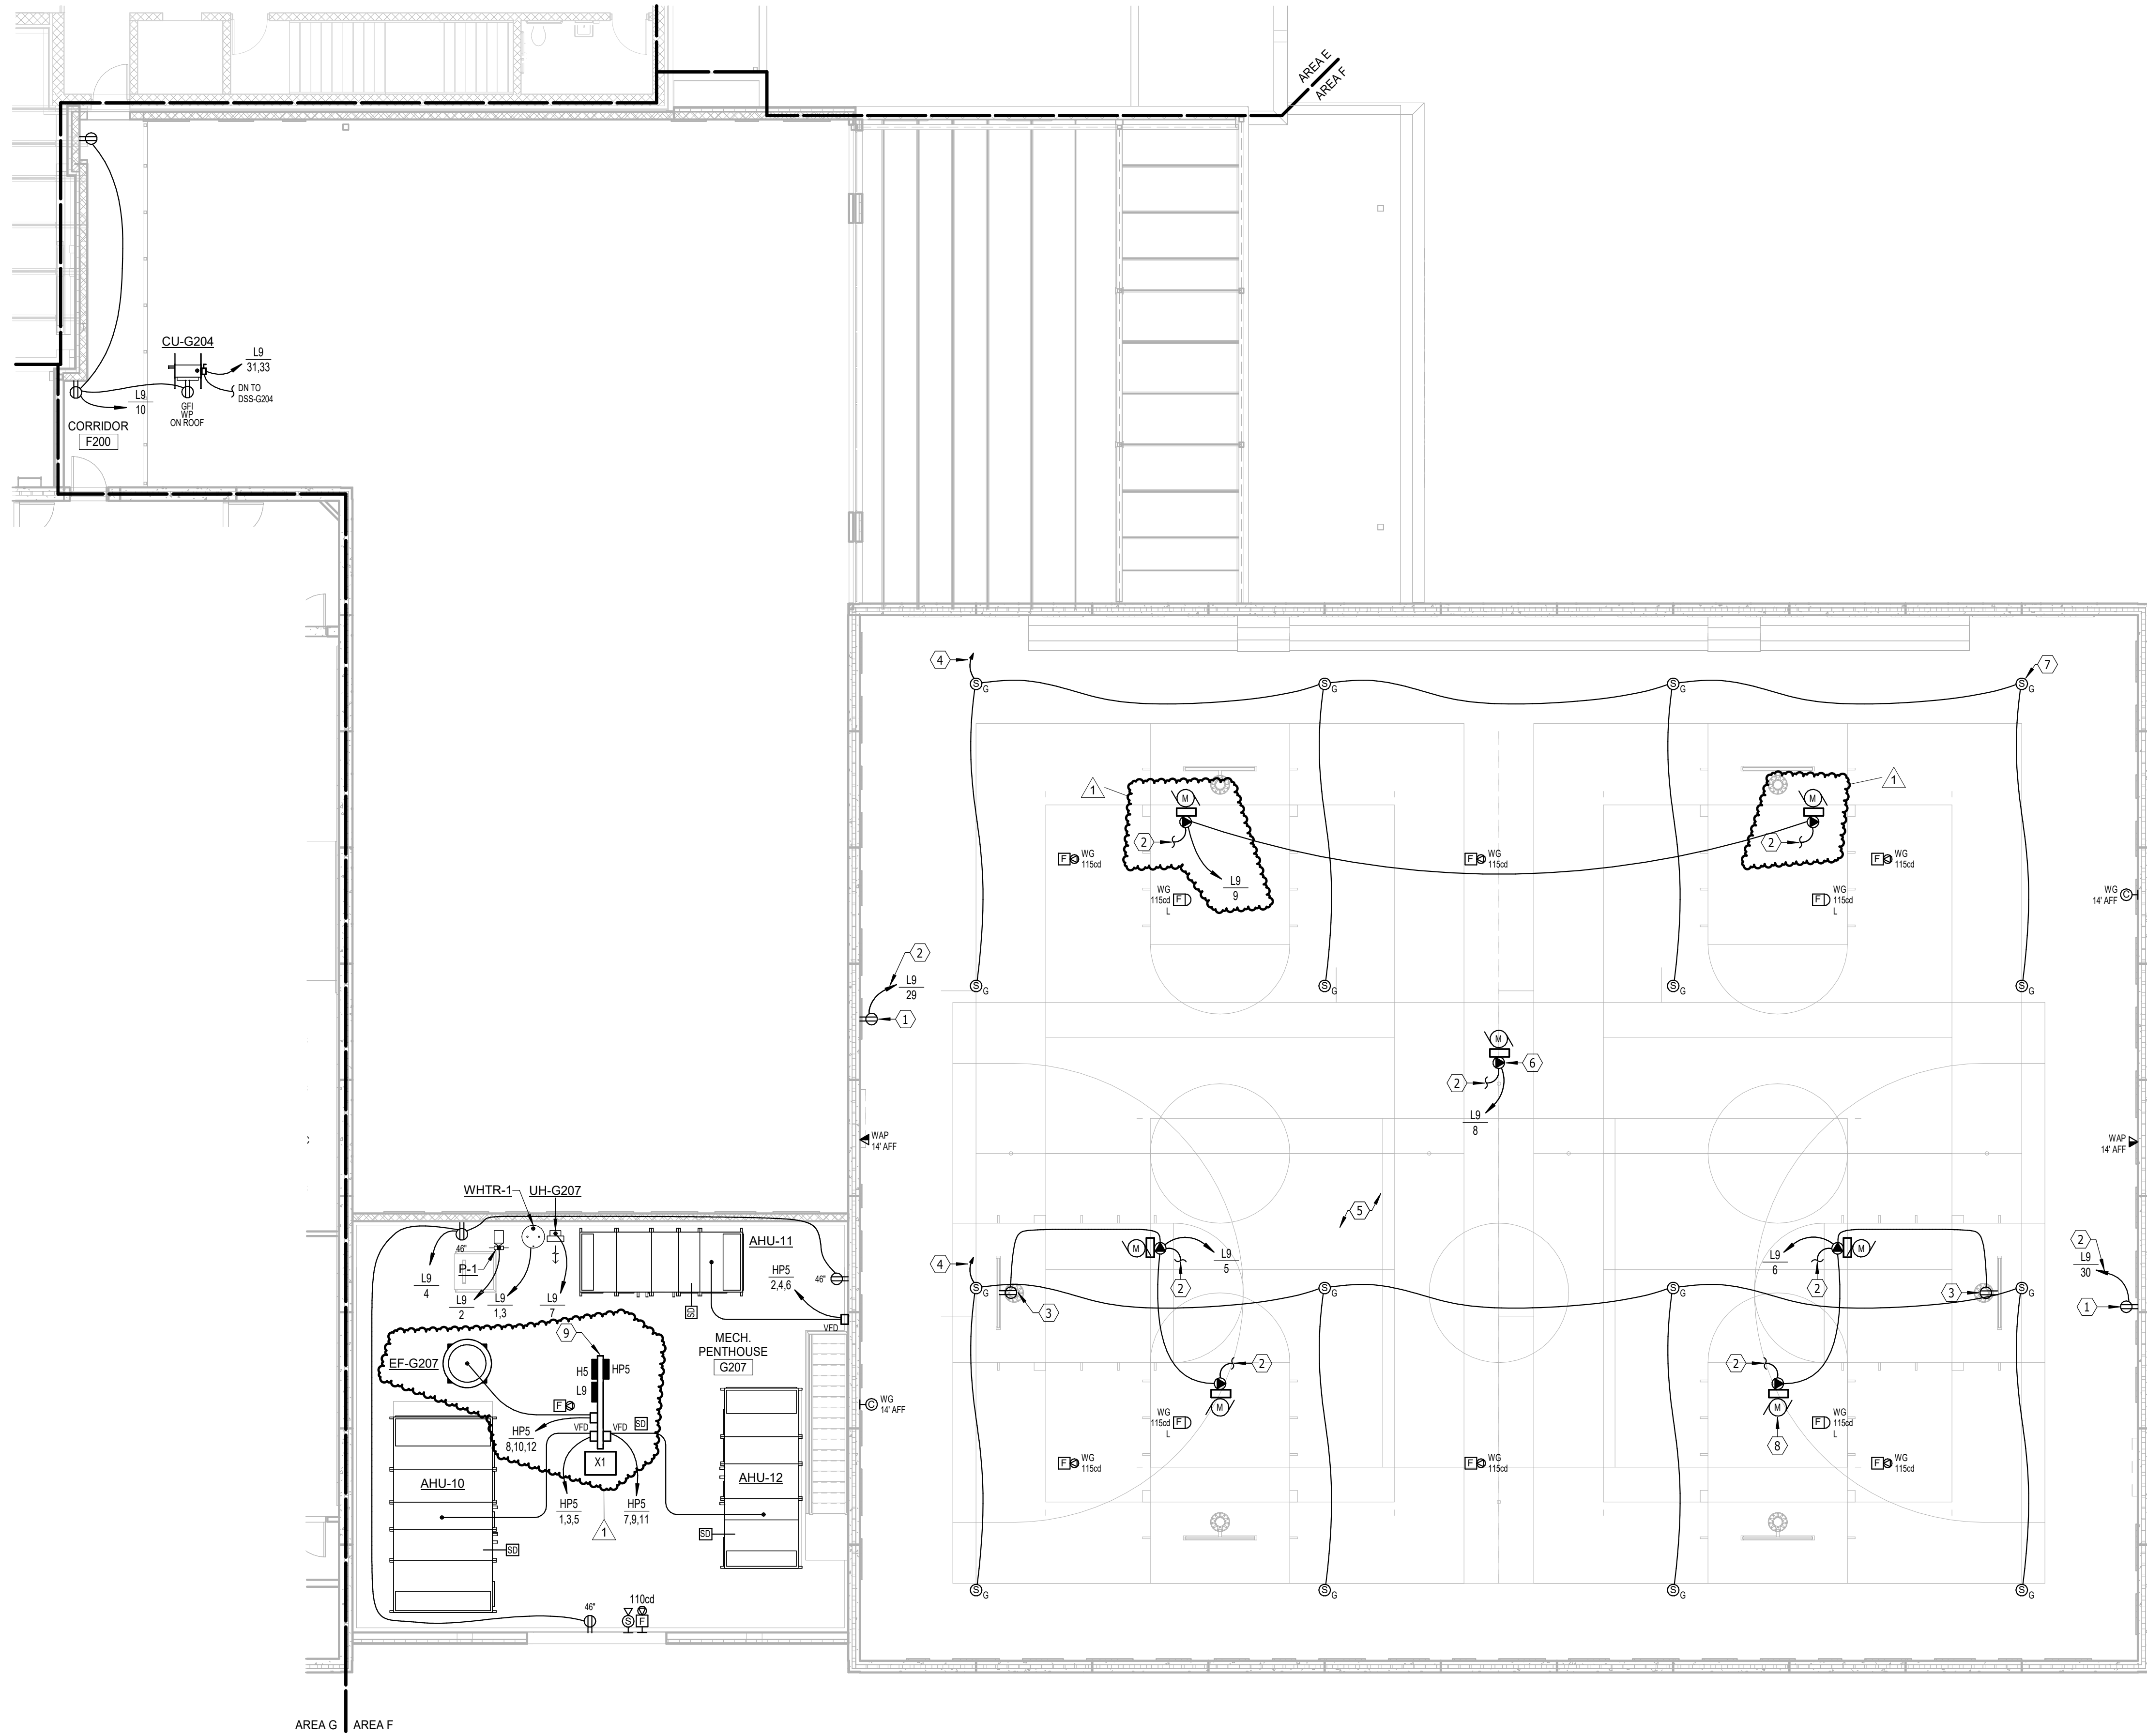 AREA E
AREA F
CU-G204
L9
31,33
DN TO
DSS-G204
L9
10
GFI
WP
ON ROOF
CORRIDOR
F200
4
S G
S G
S G
S G
7
1
M
2
F WG
115cd
L9
9
WG
115cd F
L
F WG
115cd
1
M
2
F WG
115cd
F WG
115cd
L
WG
14' AFF C
2
L9
29
1
S G
S G
S G
S G
M
6
2
L9
8
WAP
14' AFF
WAP
14' AFF
5
WHTR-1
UH-G207
AHU-11
46"
P-1
L9
4
L9
2
L9
1,3
L9
7
SD
HP5
2,4,6
46"
VFD
4
M
L9
5
2
S G
3
S G
S G
L9
6
M
2
3
S G
2
L9
30
1
9
EF-G207
H5
HP5
L9
MECH.
PENTHOUSE
G207
F
HP5
8,10,12
VFD
VFD
SD
X1
AHU-10
AHU-12
HP5
1,3,5
HP5
7,9,11
1
SD
SD
C WG
14' AFF
2
M
2
M
8
WG
115cd F
L
F WG
115cd
L
F WG
115cd
F WG
115cd
F WG
115cd
S G
S G
S G
S G
46"
110cd
S F
AREA G
AREA F